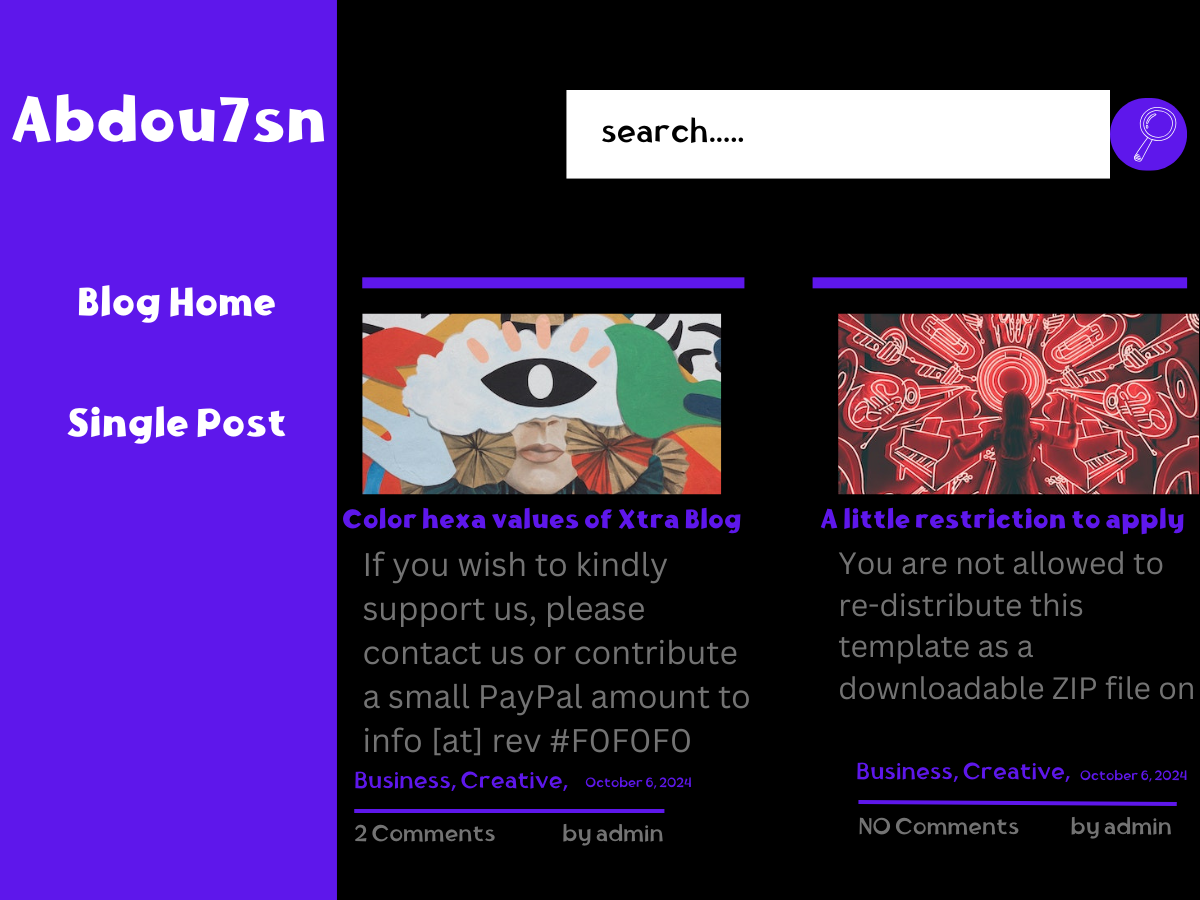 Abdou7sn
search.....
Blog Home
Single Post
Color hexa values of Xtra Blog
If you wish to kindly
support us, please
contact us or contribute
a small PayPal amount to
info [at] rev #F0F0F0
Business, Creative, October 6, 2024
2 Comments by admin
A little restriction to apply
You are not allowed to
re-distribute this
template as a
downloadable ZIP file on
Business, Creative, October 6, 2024
NO Comments by admin